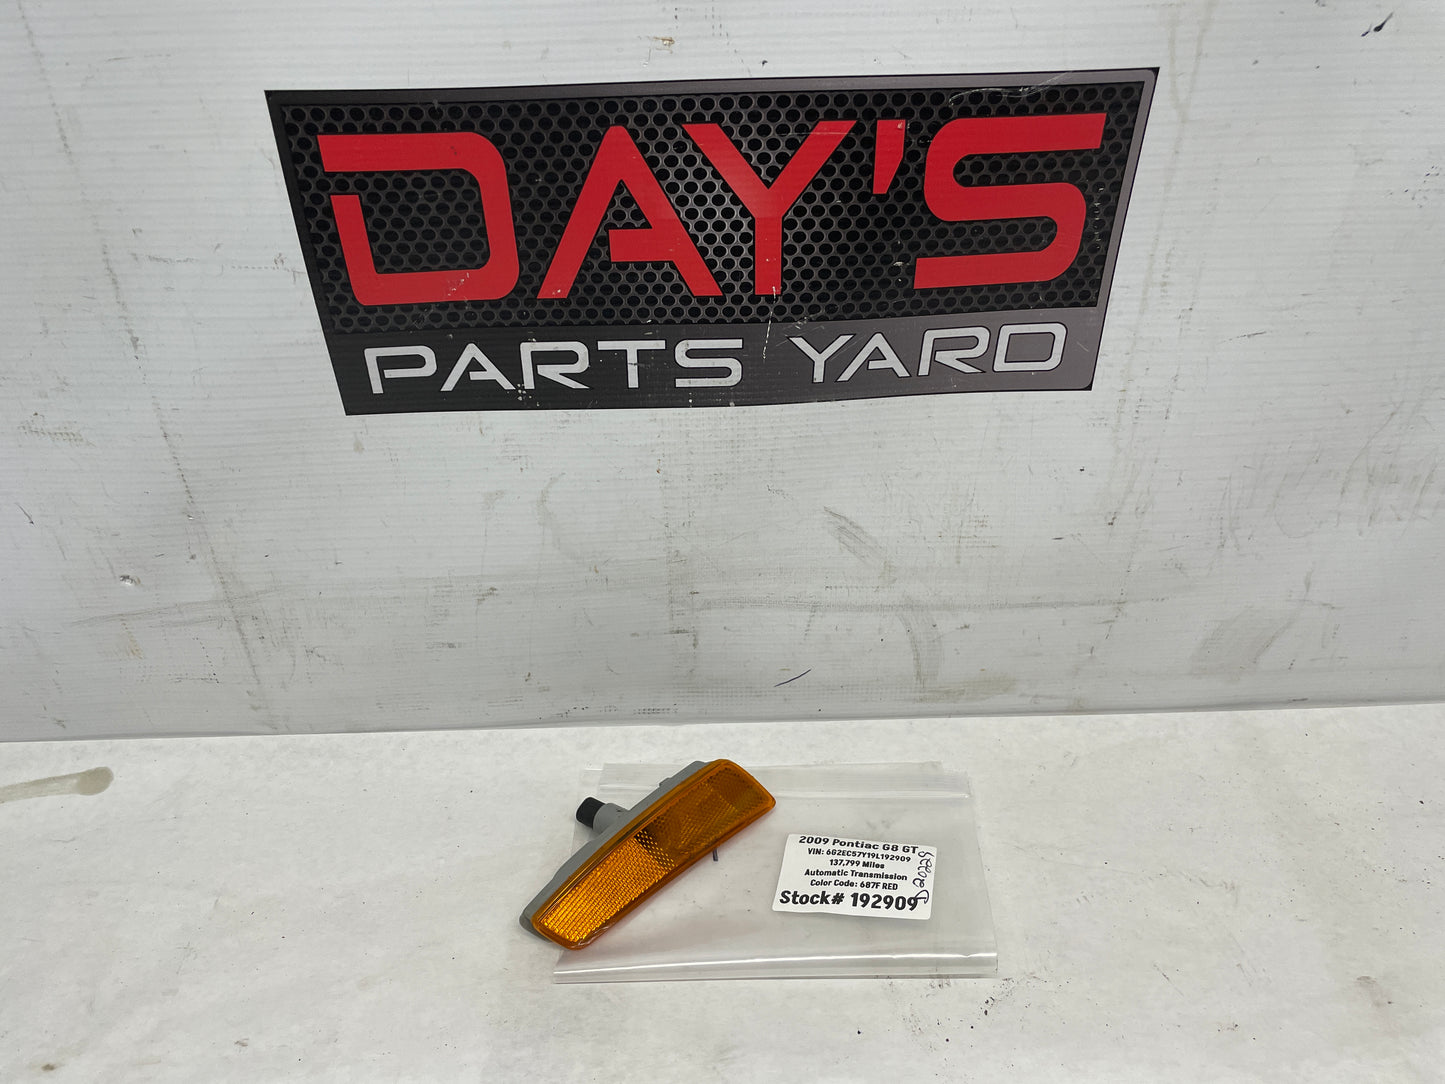 DAY'S
PARTS YARD
2009 Pontiac G8 GT
VIN: 6G2EC57Y19L192909
137,799 Miles
Automatic Transmission
Color Code: 687F RED
Stock# 192909